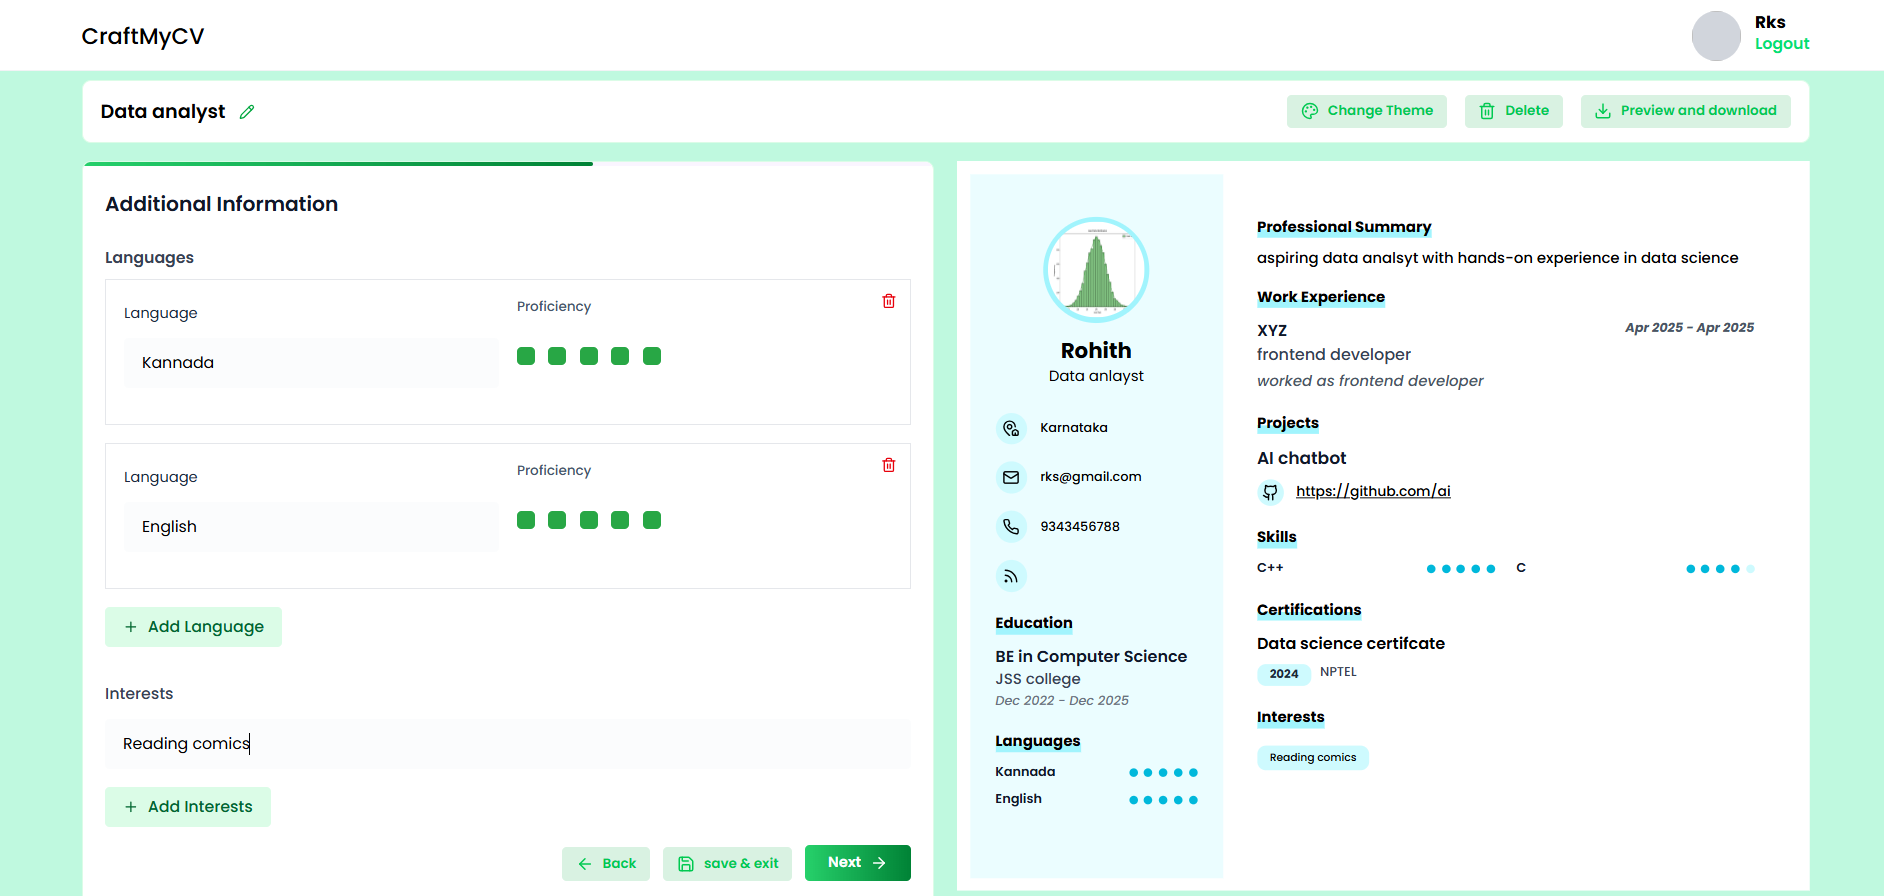 CraftMyCV
Rks
Logout
Data analyst
Change Theme
Delete
Preview and download
Additional Information
Languages
Language
Proficiency
Kannada
Language
Proficiency
English
+ Add Language
Interests
Reading comics
+ Add Interests
Back
save & exit
Next
Rohith
Data anlayst
Karnataka
rks@gmail.com
9343456788
Education
BE in Computer Science
JSS college
Dec 2022 - Dec 2025
Languages
Kannada
English
Professional Summary
aspiring data analsyt with hands-on experience in data science
Work Experience
XYZ
Apr 2025 - Apr 2025
frontend developer
worked as frontend developer
Projects
AI chatbot
https://github.com/ai
Skills
C++
C
Certifications
Data science certifcate
2024 NPTEL
Interests
Reading comics